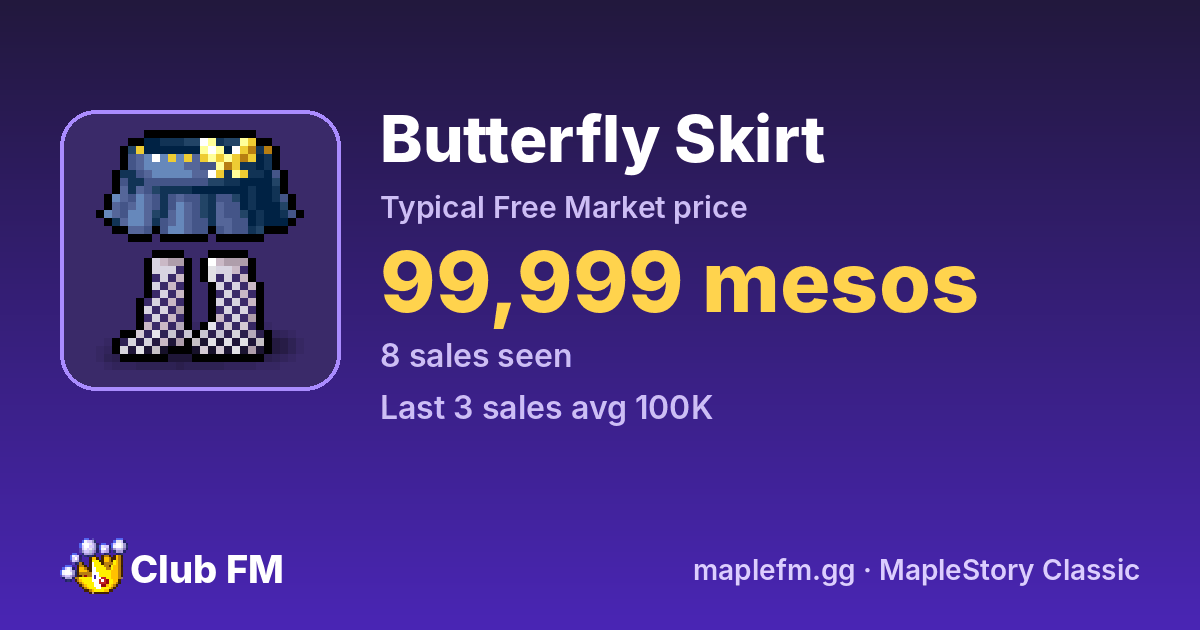 Butterfly Skirt
Typical Free Market price
99,999 mesos
8 sales seen
Last 3 sales avg 100K
Club FM
maplefm.gg · MapleStory Classic